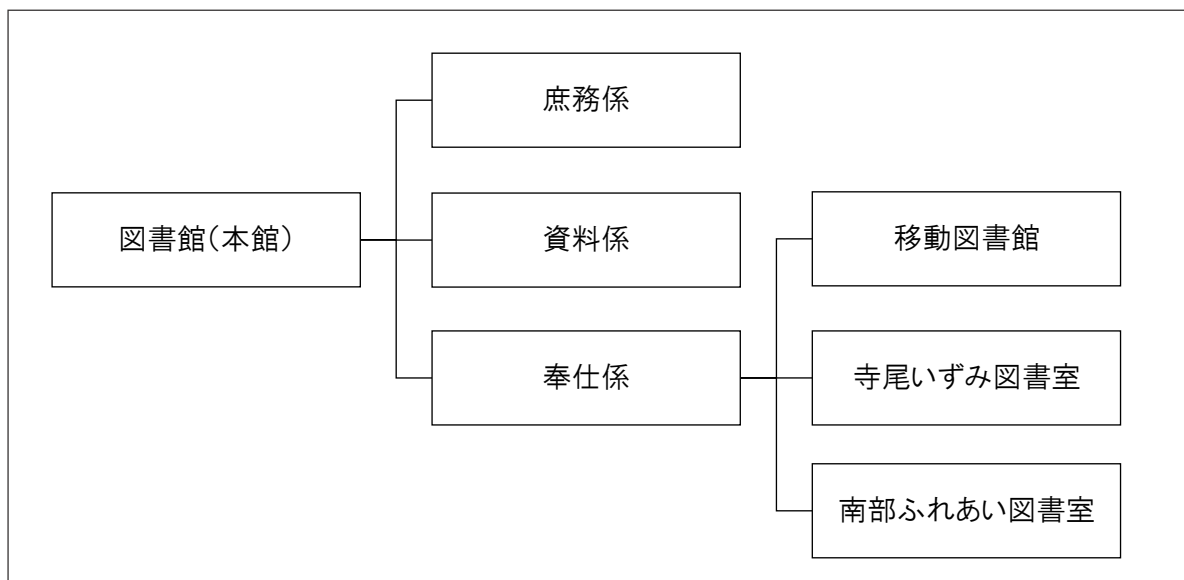 図書館（本館）
庶務係
資料係
奉仕係
移動図書館
寺尾いずみ図書室
南部ふれあい図書室